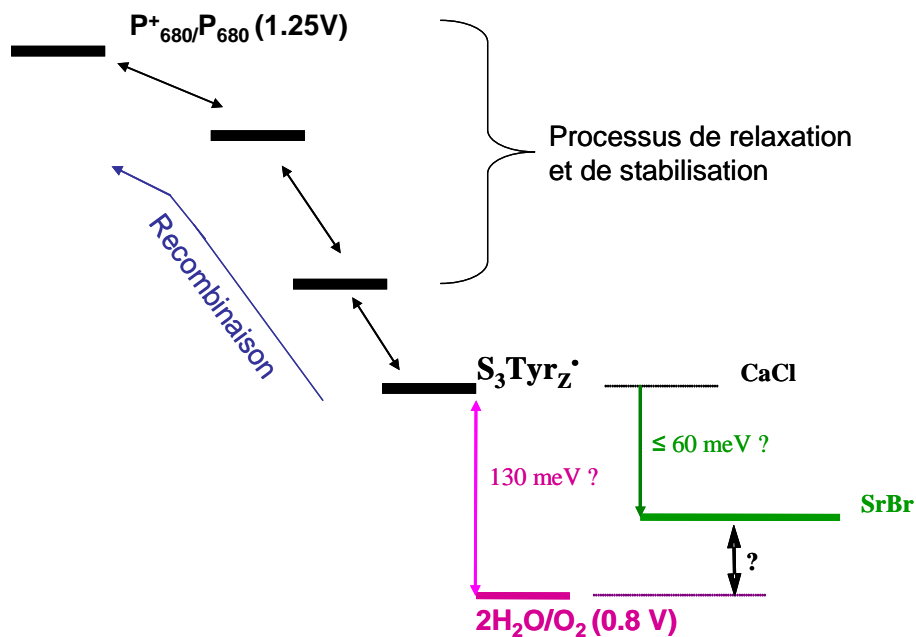 P⁺₆₈₀/P₆₈₀ (1.25V)
Processus de relaxation
et de stabilisation
Recombinaison
S₃Tyr_Z•
CaCl
≤ 60 meV ?
130 meV ?
SrBr
?
2H₂O/O₂ (0.8 V)